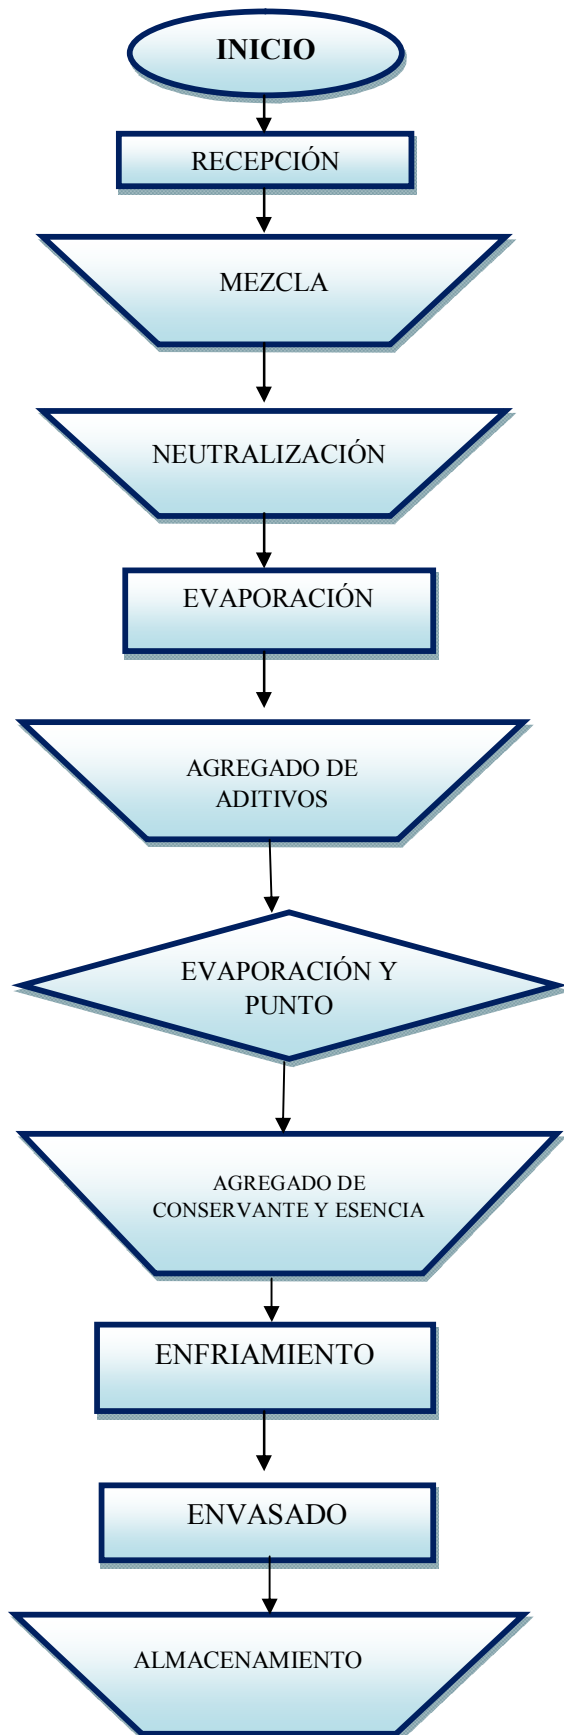 INICIO
RECEPCIÓN
MEZCLA
NEUTRALIZACIÓN
EVAPORACIÓN
AGREGADO DE
ADITIVOS
EVAPORACIÓN Y
PUNTO
AGREGADO DE
CONSERVANTE Y ESENCIA
ENFRIAMIENTO
ENVASADO
ALMACENAMIENTO